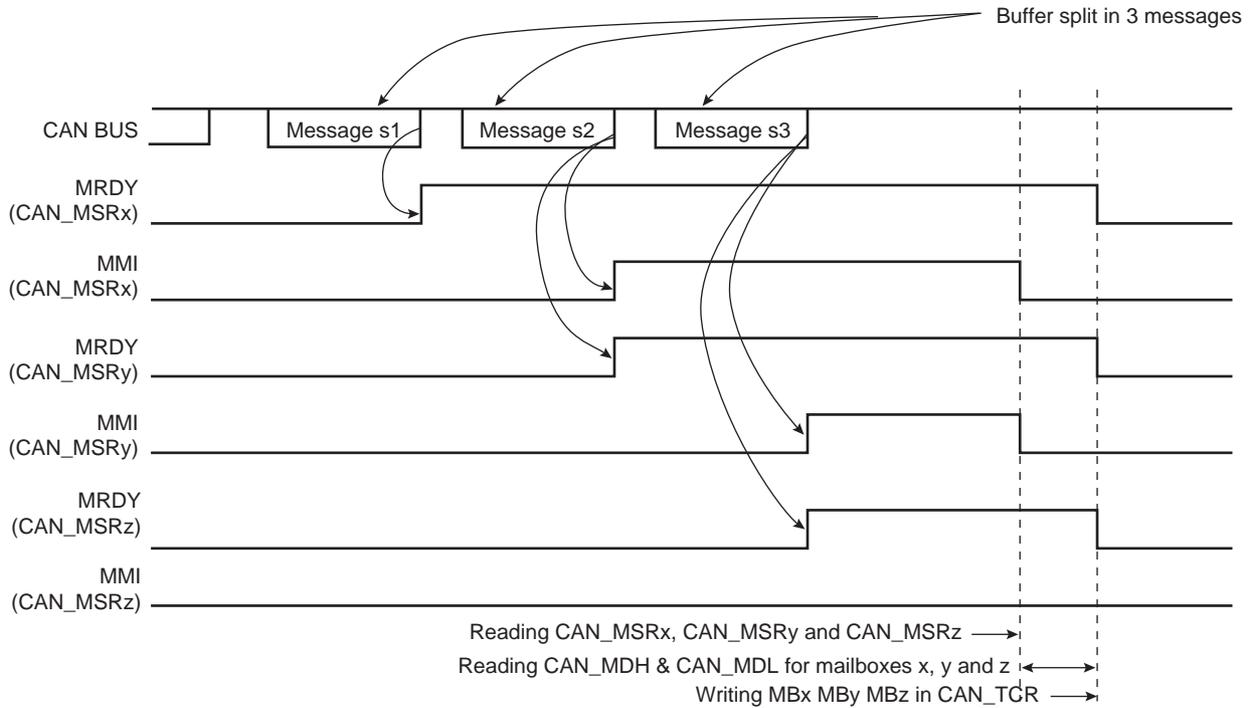 Buffer split in 3 messages
CAN BUS
Message s1
Message s2
Message s3
MRDY
(CAN_MSRx)
MMI
(CAN_MSRx)
MRDY
(CAN_MSRy)
MMI
(CAN_MSRy)
MRDY
(CAN_MSRz)
MMI
(CAN_MSRz)
Reading CAN_MSRx, CAN_MSRy and CAN_MSRz
Reading CAN_MDH & CAN_MDL for mailboxes x, y and z
Writing MBx MBy MBz in CAN_TCR